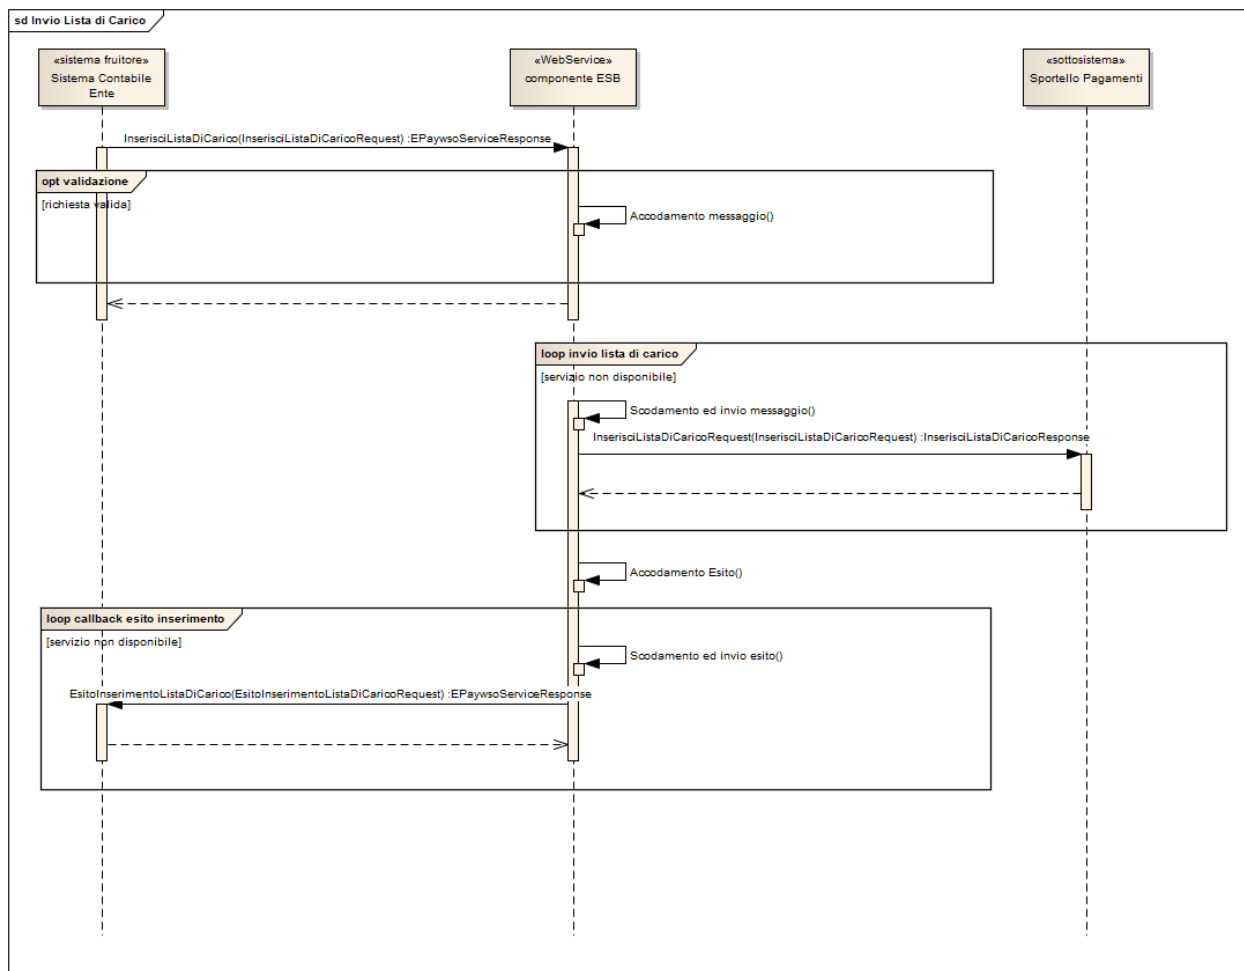 sd Invio Lista di Carico
«sistema fruitore»
Sistema Contabile
Ente
«WebService»
componente ESB
«sottosistema»
Sportello Pagamenti
InserisciListaDiCarico(InserisciListaDiCaricoRequest) :EPaywsoServiceResponse
opt validazione
[richiesta valida]
Accodamento messaggio()
loop invio lista di carico
[servizio non disponibile]
Scodamento ed invio messaggio()
InserisciListaDiCaricoRequest(InserisciListaDiCaricoRequest) :InserisciListaDiCaricoResponse
Accodamento Esito()
loop callback esito inserimento
[servizio non disponibile]
Scodamento ed invio esito()
EsitoInserimentoListaDiCarico(EsitoInserimentoListaDiCaricoRequest) :EPaywsoServiceResponse